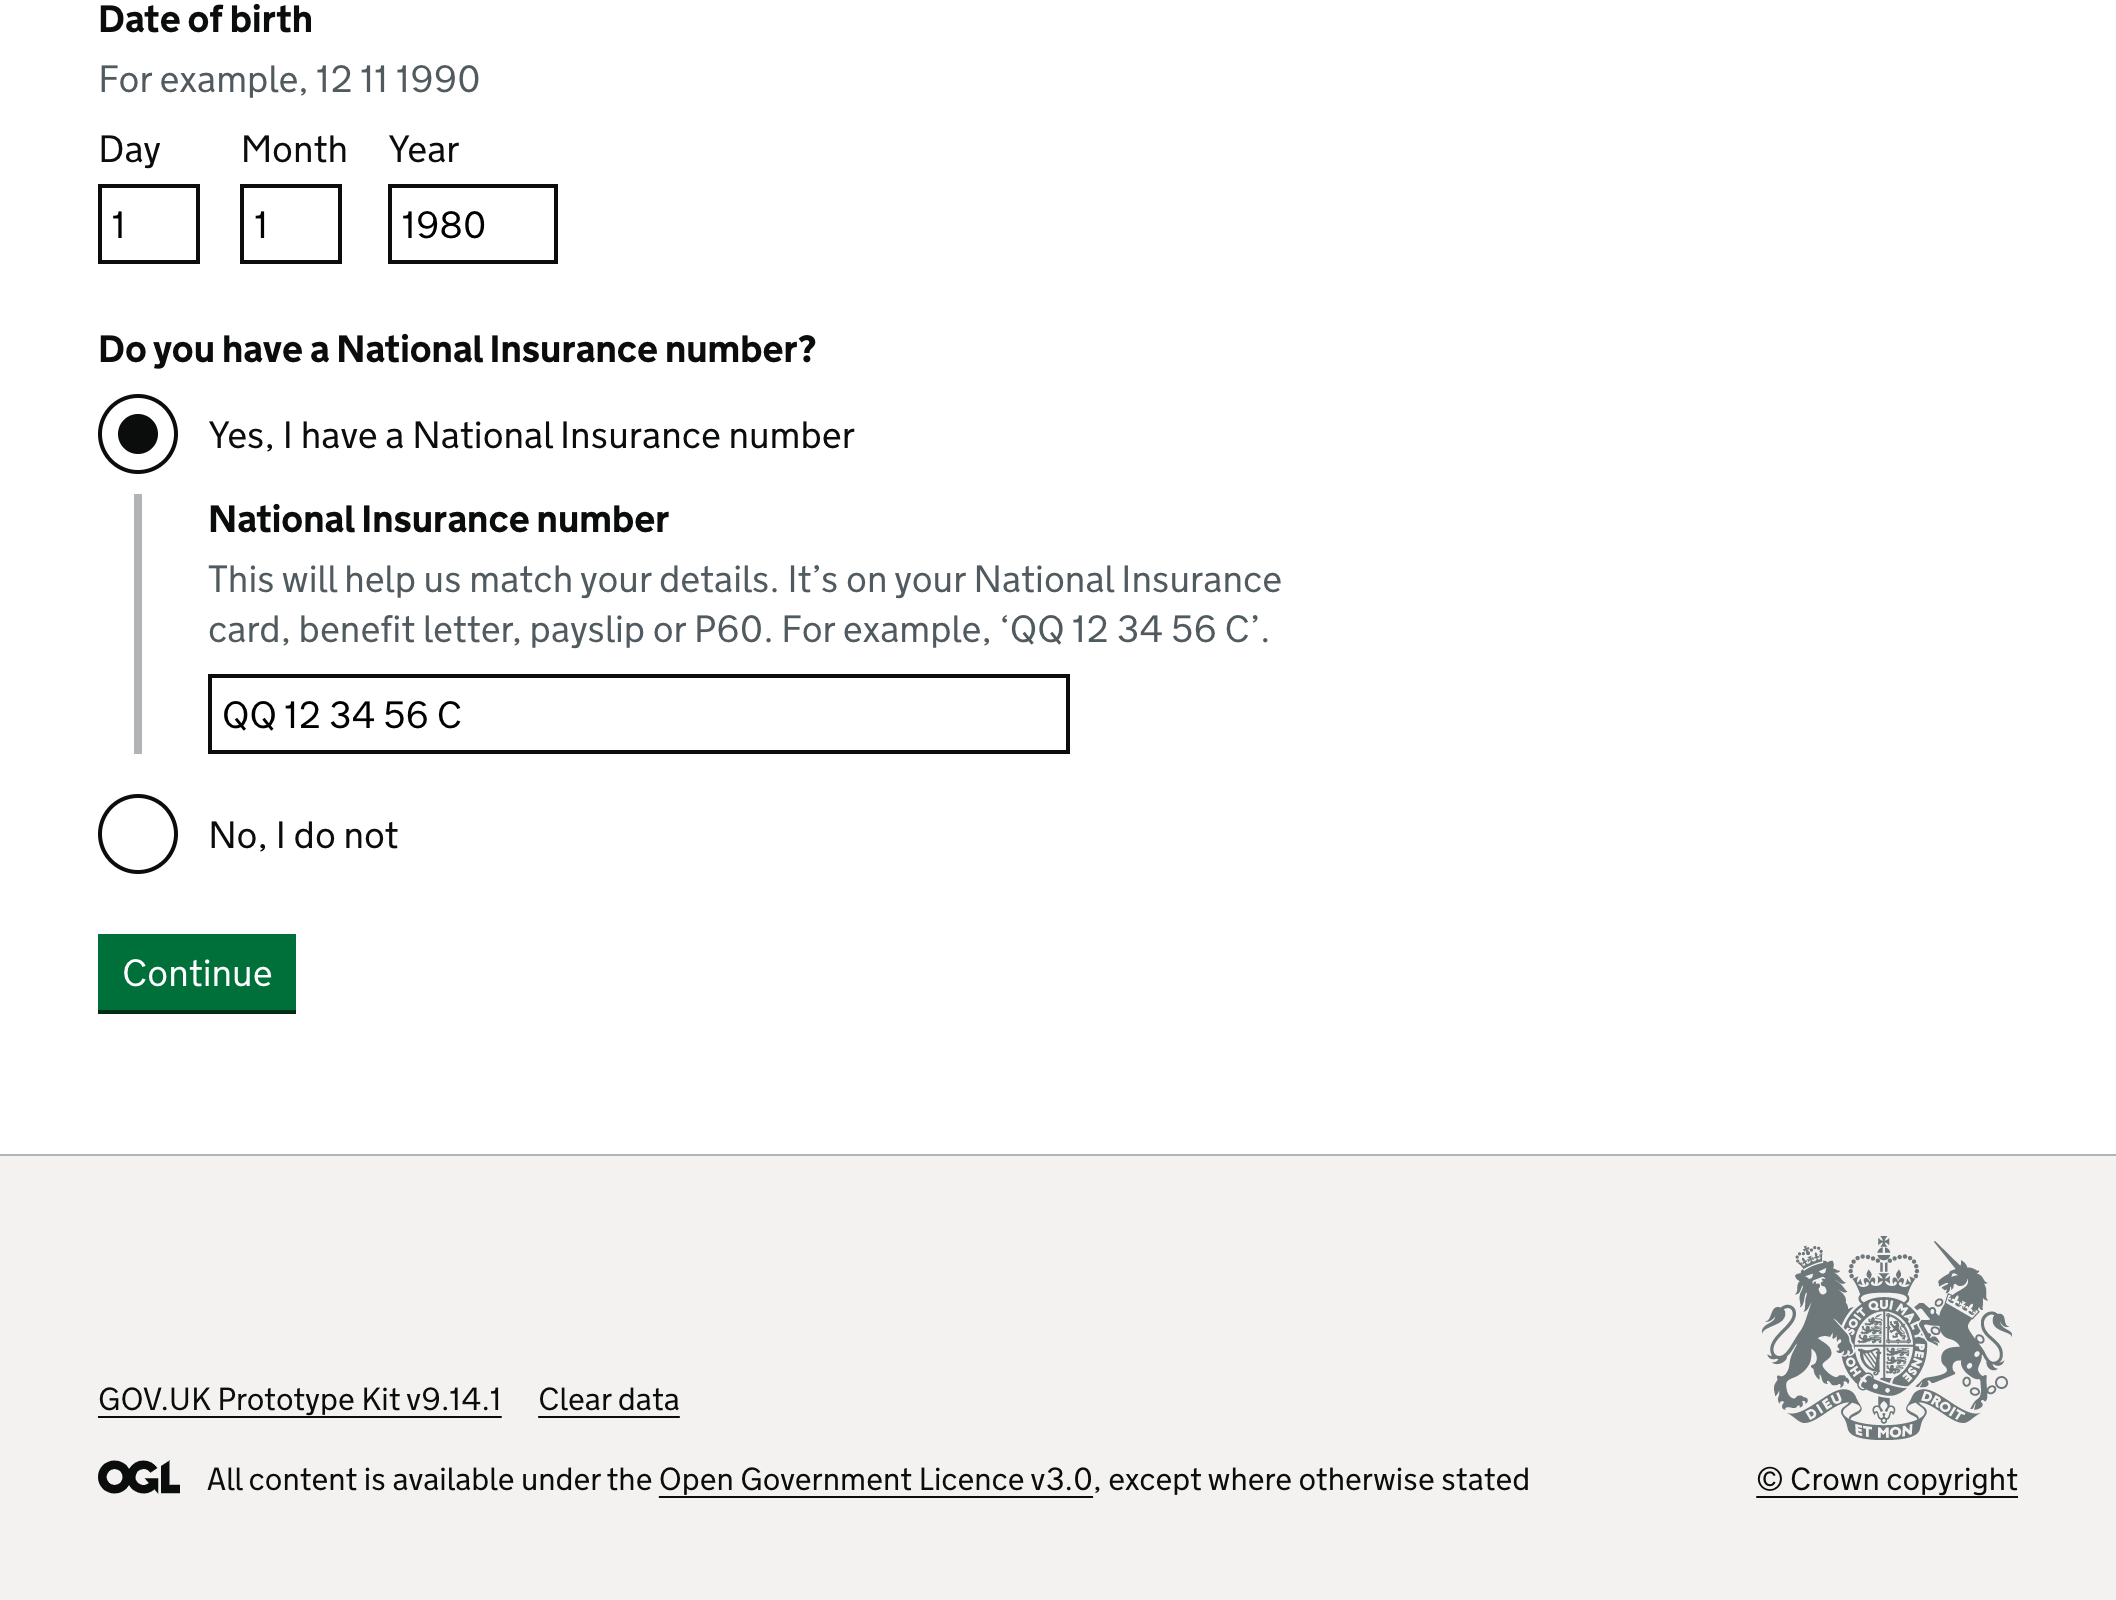 Date of birth
For example, 12 11 1990
Day Month Year
1 1 1980
Do you have a National Insurance number?
Yes, I have a National Insurance number
National Insurance number
This will help us match your details. It’s on your National Insurance
card, benefit letter, payslip or P60. For example, ‘QQ 12 34 56 C’.
QQ 12 34 56 C
No, I do not
Continue
SOIT QUI MAL Y PENSE HO
DIEU ET MON DROIT
GOV.UK Prototype Kit v9.14.1 Clear data
OGL All content is available under the Open Government Licence v3.0, except where otherwise stated
© Crown copyright